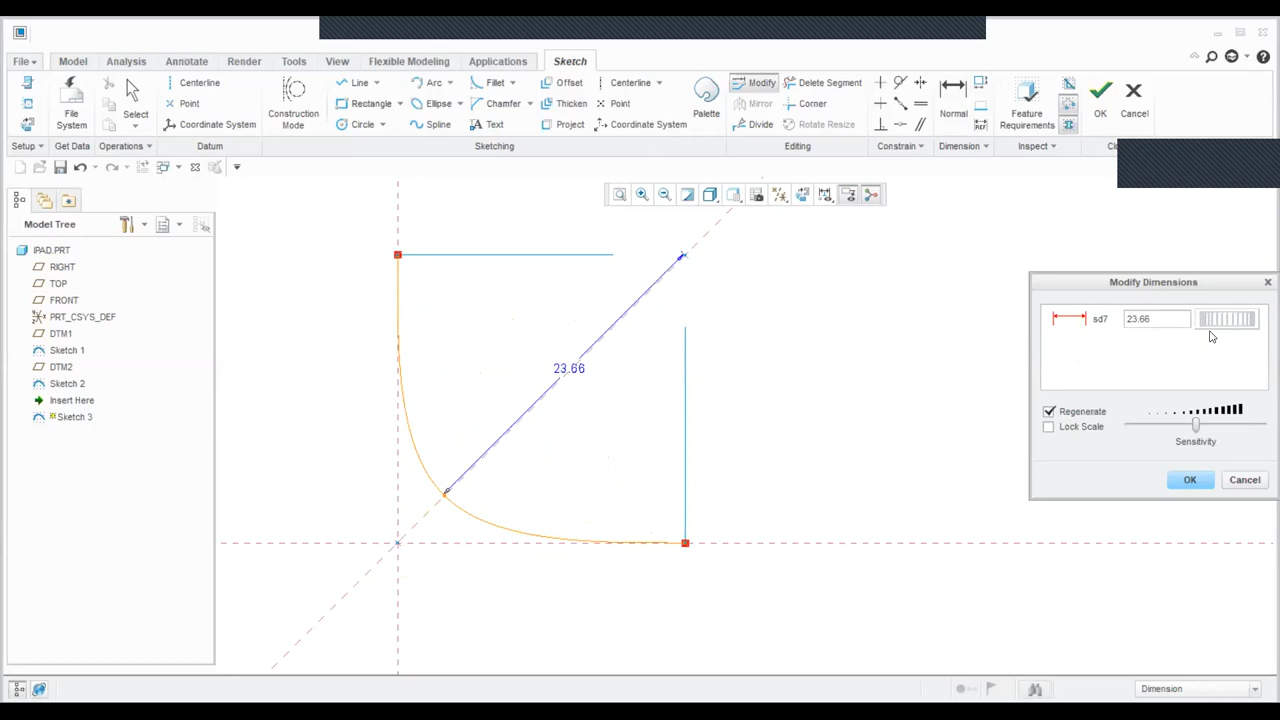 File Model Analysis Annotate Render Tools View Flexible Modeling Applications Sketch
Centerline Line Arc Fillet Offset Centerline Modify Delete Segment
Point Rectangle Ellipse Chamfer Thicken Point Mirror Corner
Coordinate System Circle Spline Text Project Coordinate System Divide Rotate Resize
File System Select Construction Mode Palette Normal Feature Requirements OK Cancel
Setup Get Data Operations Datum Sketching Editing Constrain Dimension Inspect Cl
Model Tree
IPAD.PRT
RIGHT
TOP
FRONT
PRT_CSYS_DEF
DTM1
Sketch 1
DTM2
Sketch 2
Insert Here
Sketch 3
23.66
Modify Dimensions
sd7 23.66
Regenerate
Lock Scale
Sensitivity
OK Cancel
Dimension